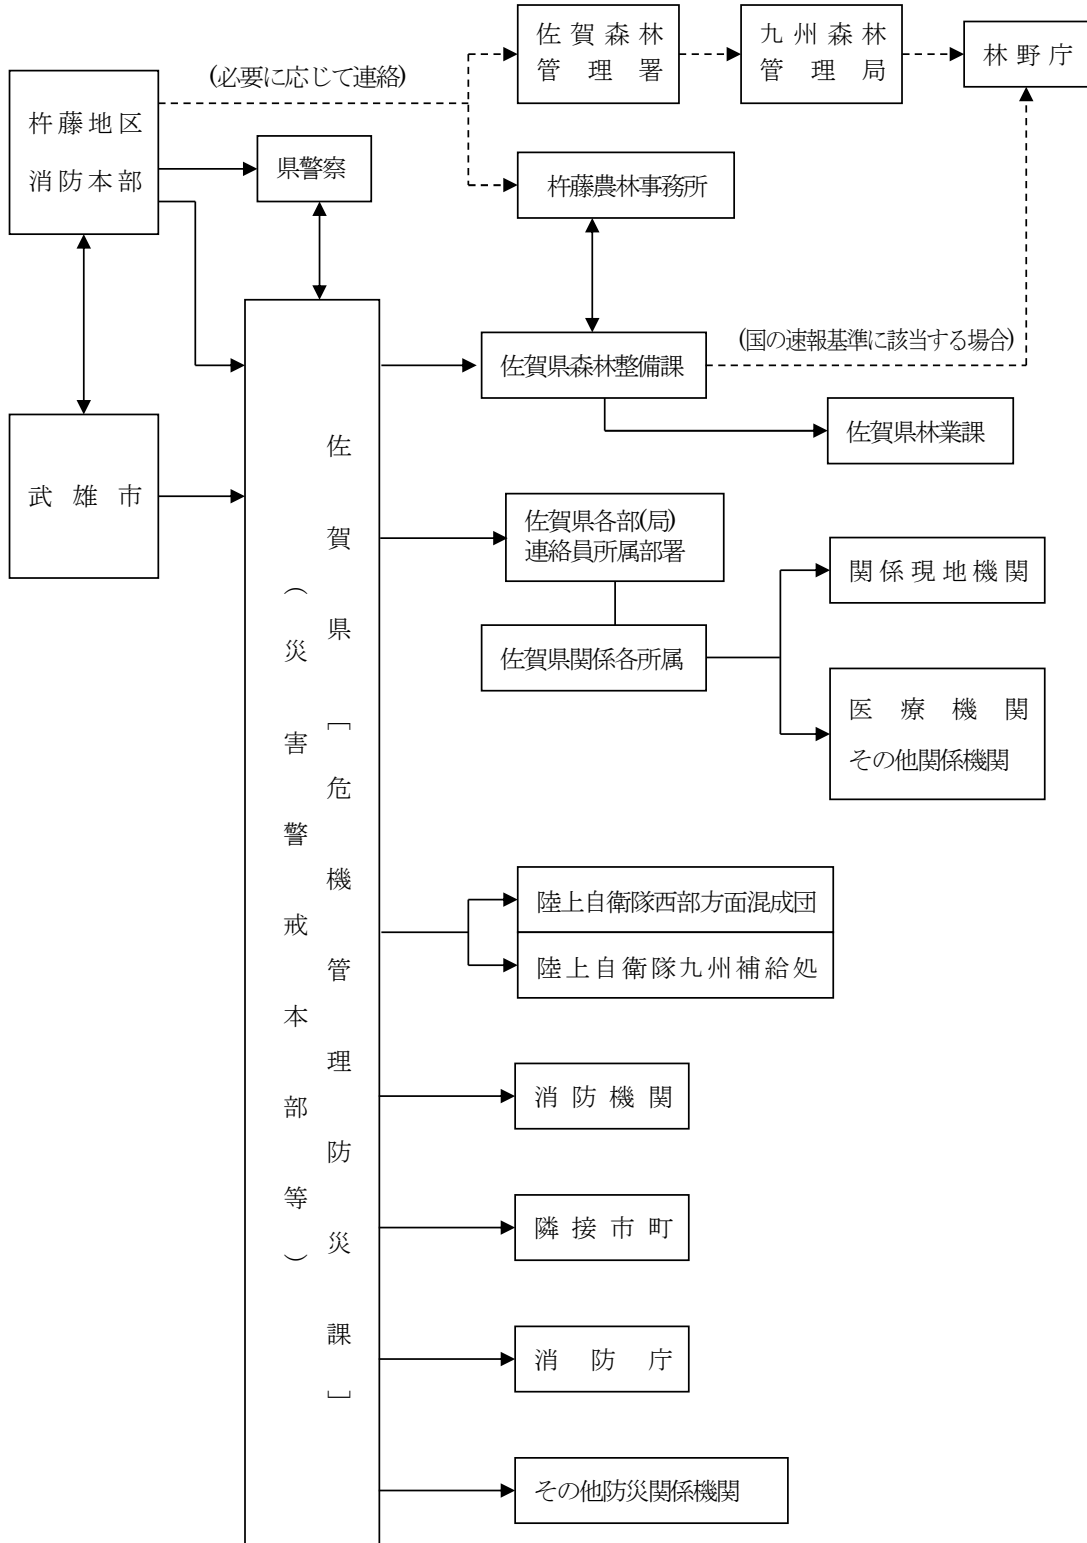 佐賀森林
管理署
九州森林
管理局
林野庁
(必要に応じて連絡)
杵藤地区
消防本部
県警察
杵藤農林事務所
佐賀県森林整備課
(国の速報基準に該当する場合)
佐賀県林業課
武雄市
佐賀県［危機管理防災課］
（災害警戒本部等）
佐賀県各部(局)
連絡員所属部署
関係現地機関
佐賀県関係各所属
医療機関
その他関係機関
陸上自衛隊西部方面混成団
陸上自衛隊九州補給処
消防機関
隣接市町
消防庁
その他防災関係機関